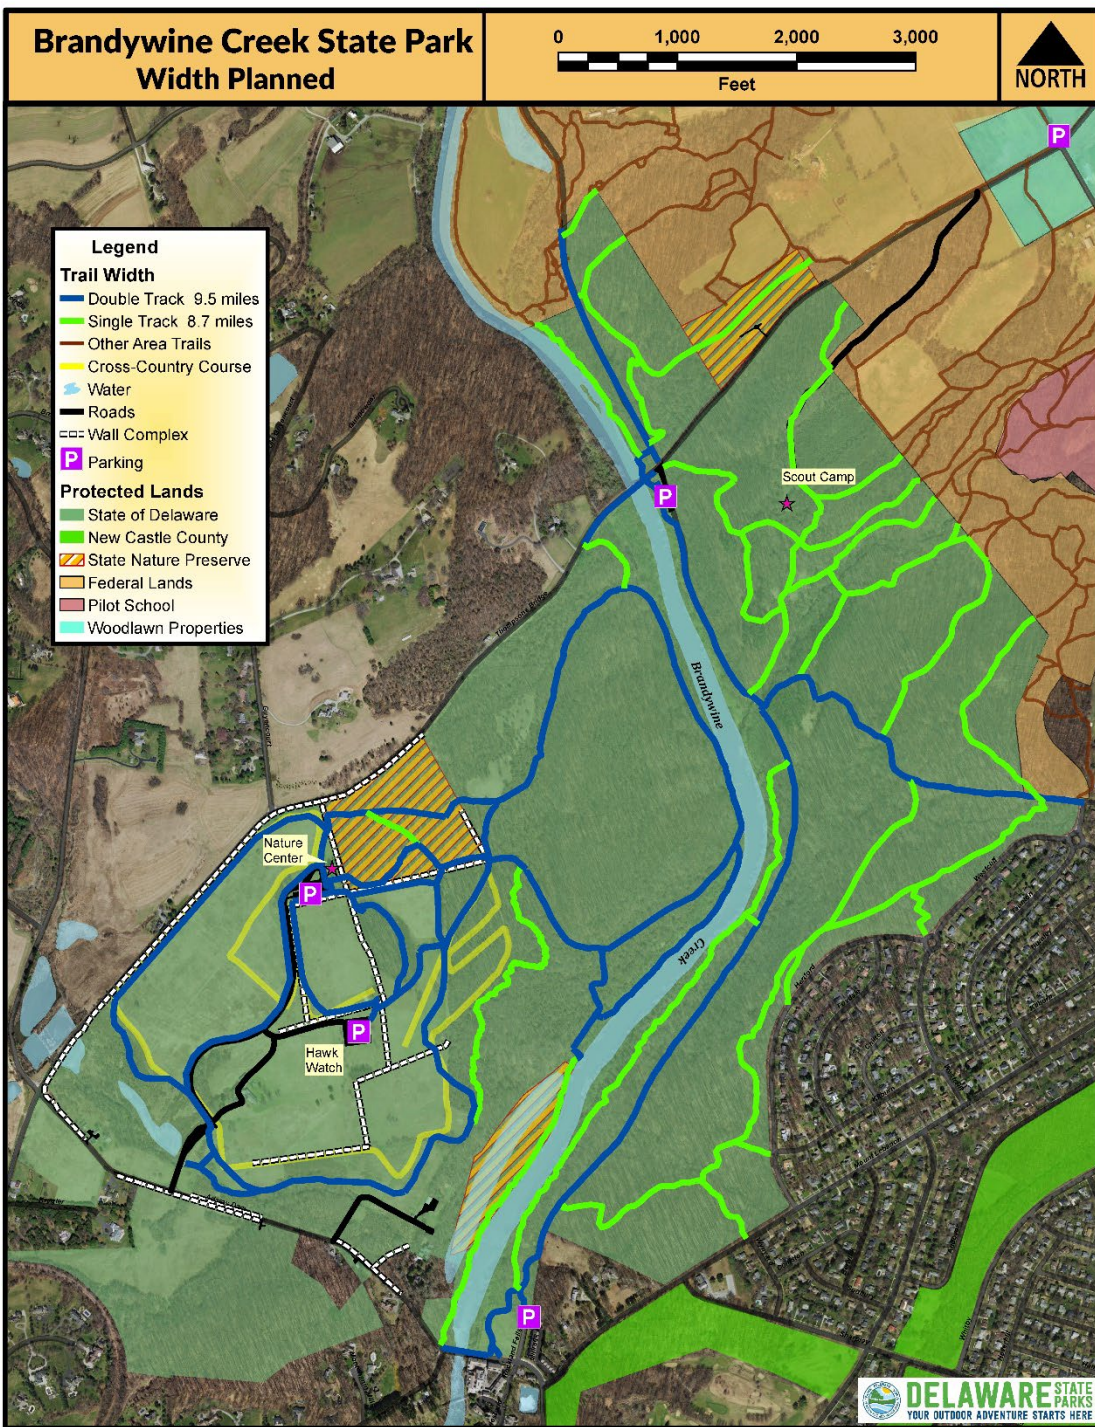 Brandywine Creek State Park
Width Planned
0 1,000 2,000 3,000
Feet
NORTH
P
Legend
Trail Width
Double Track 9.5 miles
Single Track 8.7 miles
Other Area Trails
Cross-Country Course
Water
Roads
Wall Complex
P Parking
Protected Lands
State of Delaware
New Castle County
State Nature Preserve
Federal Lands
Pilot School
Woodlawn Properties
Scout Camp
P
Thompsons Bridge
Brandywine
Nature
Center
P
Creek
P
Hawk
Watch
P
DELAWARE STATE
PARKS
YOUR OUTDOOR ADVENTURE STARTS HERE